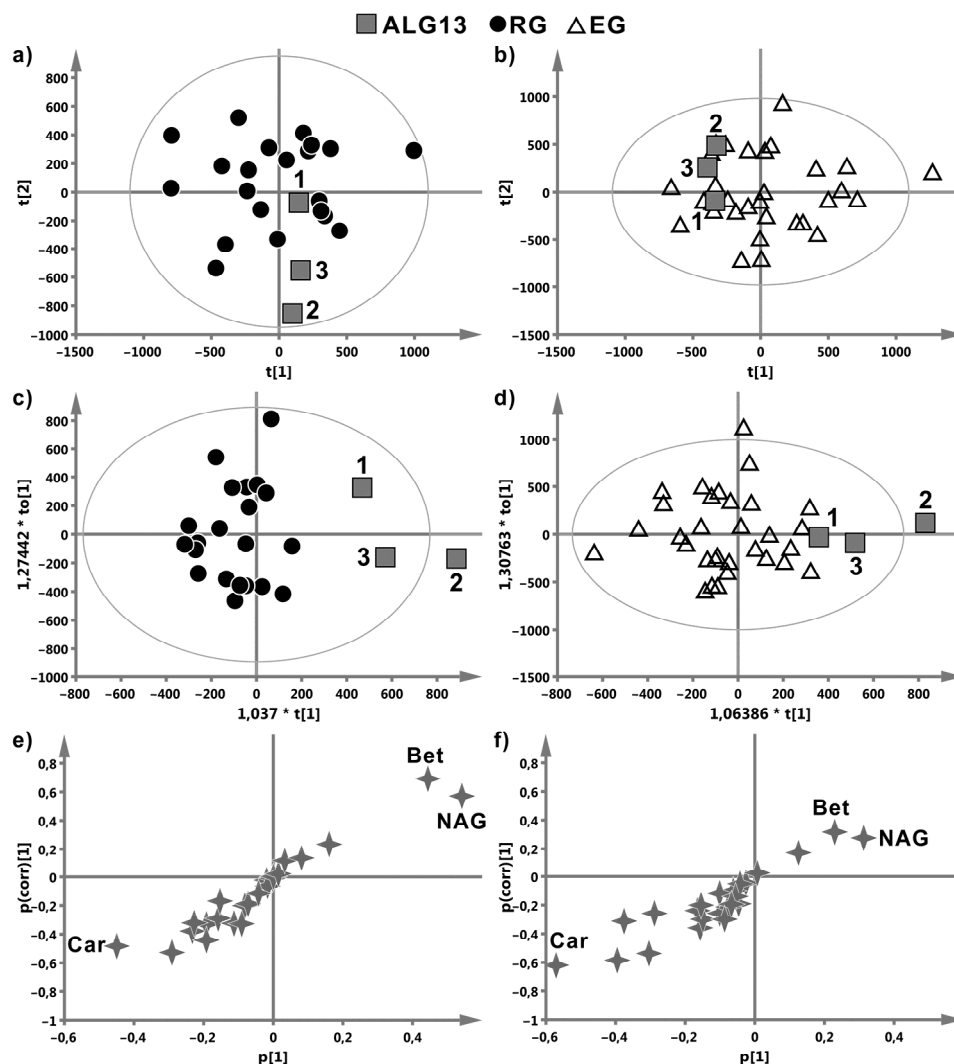 ALG13 RG EG
a)
800
600
400
200
0
−200
−400
−600
−800
−1000
t[2]
1
3
2
−1500 −1000 −500 0 500 1000
t[1]
b)
1000
500
0
−500
−1000
−1500
t[2]
2
3
1
−1500 −1000 −500 0 500 1000
t[1]
c)
800
600
400
200
0
−200
−400
−600
−800
−1000
1,27442 * to[1]
1
3
2
−800 −600 −400 −200 0 200 400 600 800
1,037 * t[1]
d)
1000
500
0
−500
−1000
−1500
1,30763 * to[1]
1
2
3
−800 −600 −400 −200 0 200 400 600 800
1,06386 * t[1]
e)
0,8
0,6
0,4
0,2
0
−0,2
−0,4
−0,6
−0,8
−1
p(corr)[1]
Bet
NAG
Car
−0,6 −0,4 −0,2 0 0,2 0,4
p[1]
f)
0,8
0,6
0,4
0,2
0
−0,2
−0,4
−0,6
−0,8
−1
p(corr)[1]
Bet
NAG
Car
−0,6 −0,4 −0,2 0 0,2 0,4
p[1]